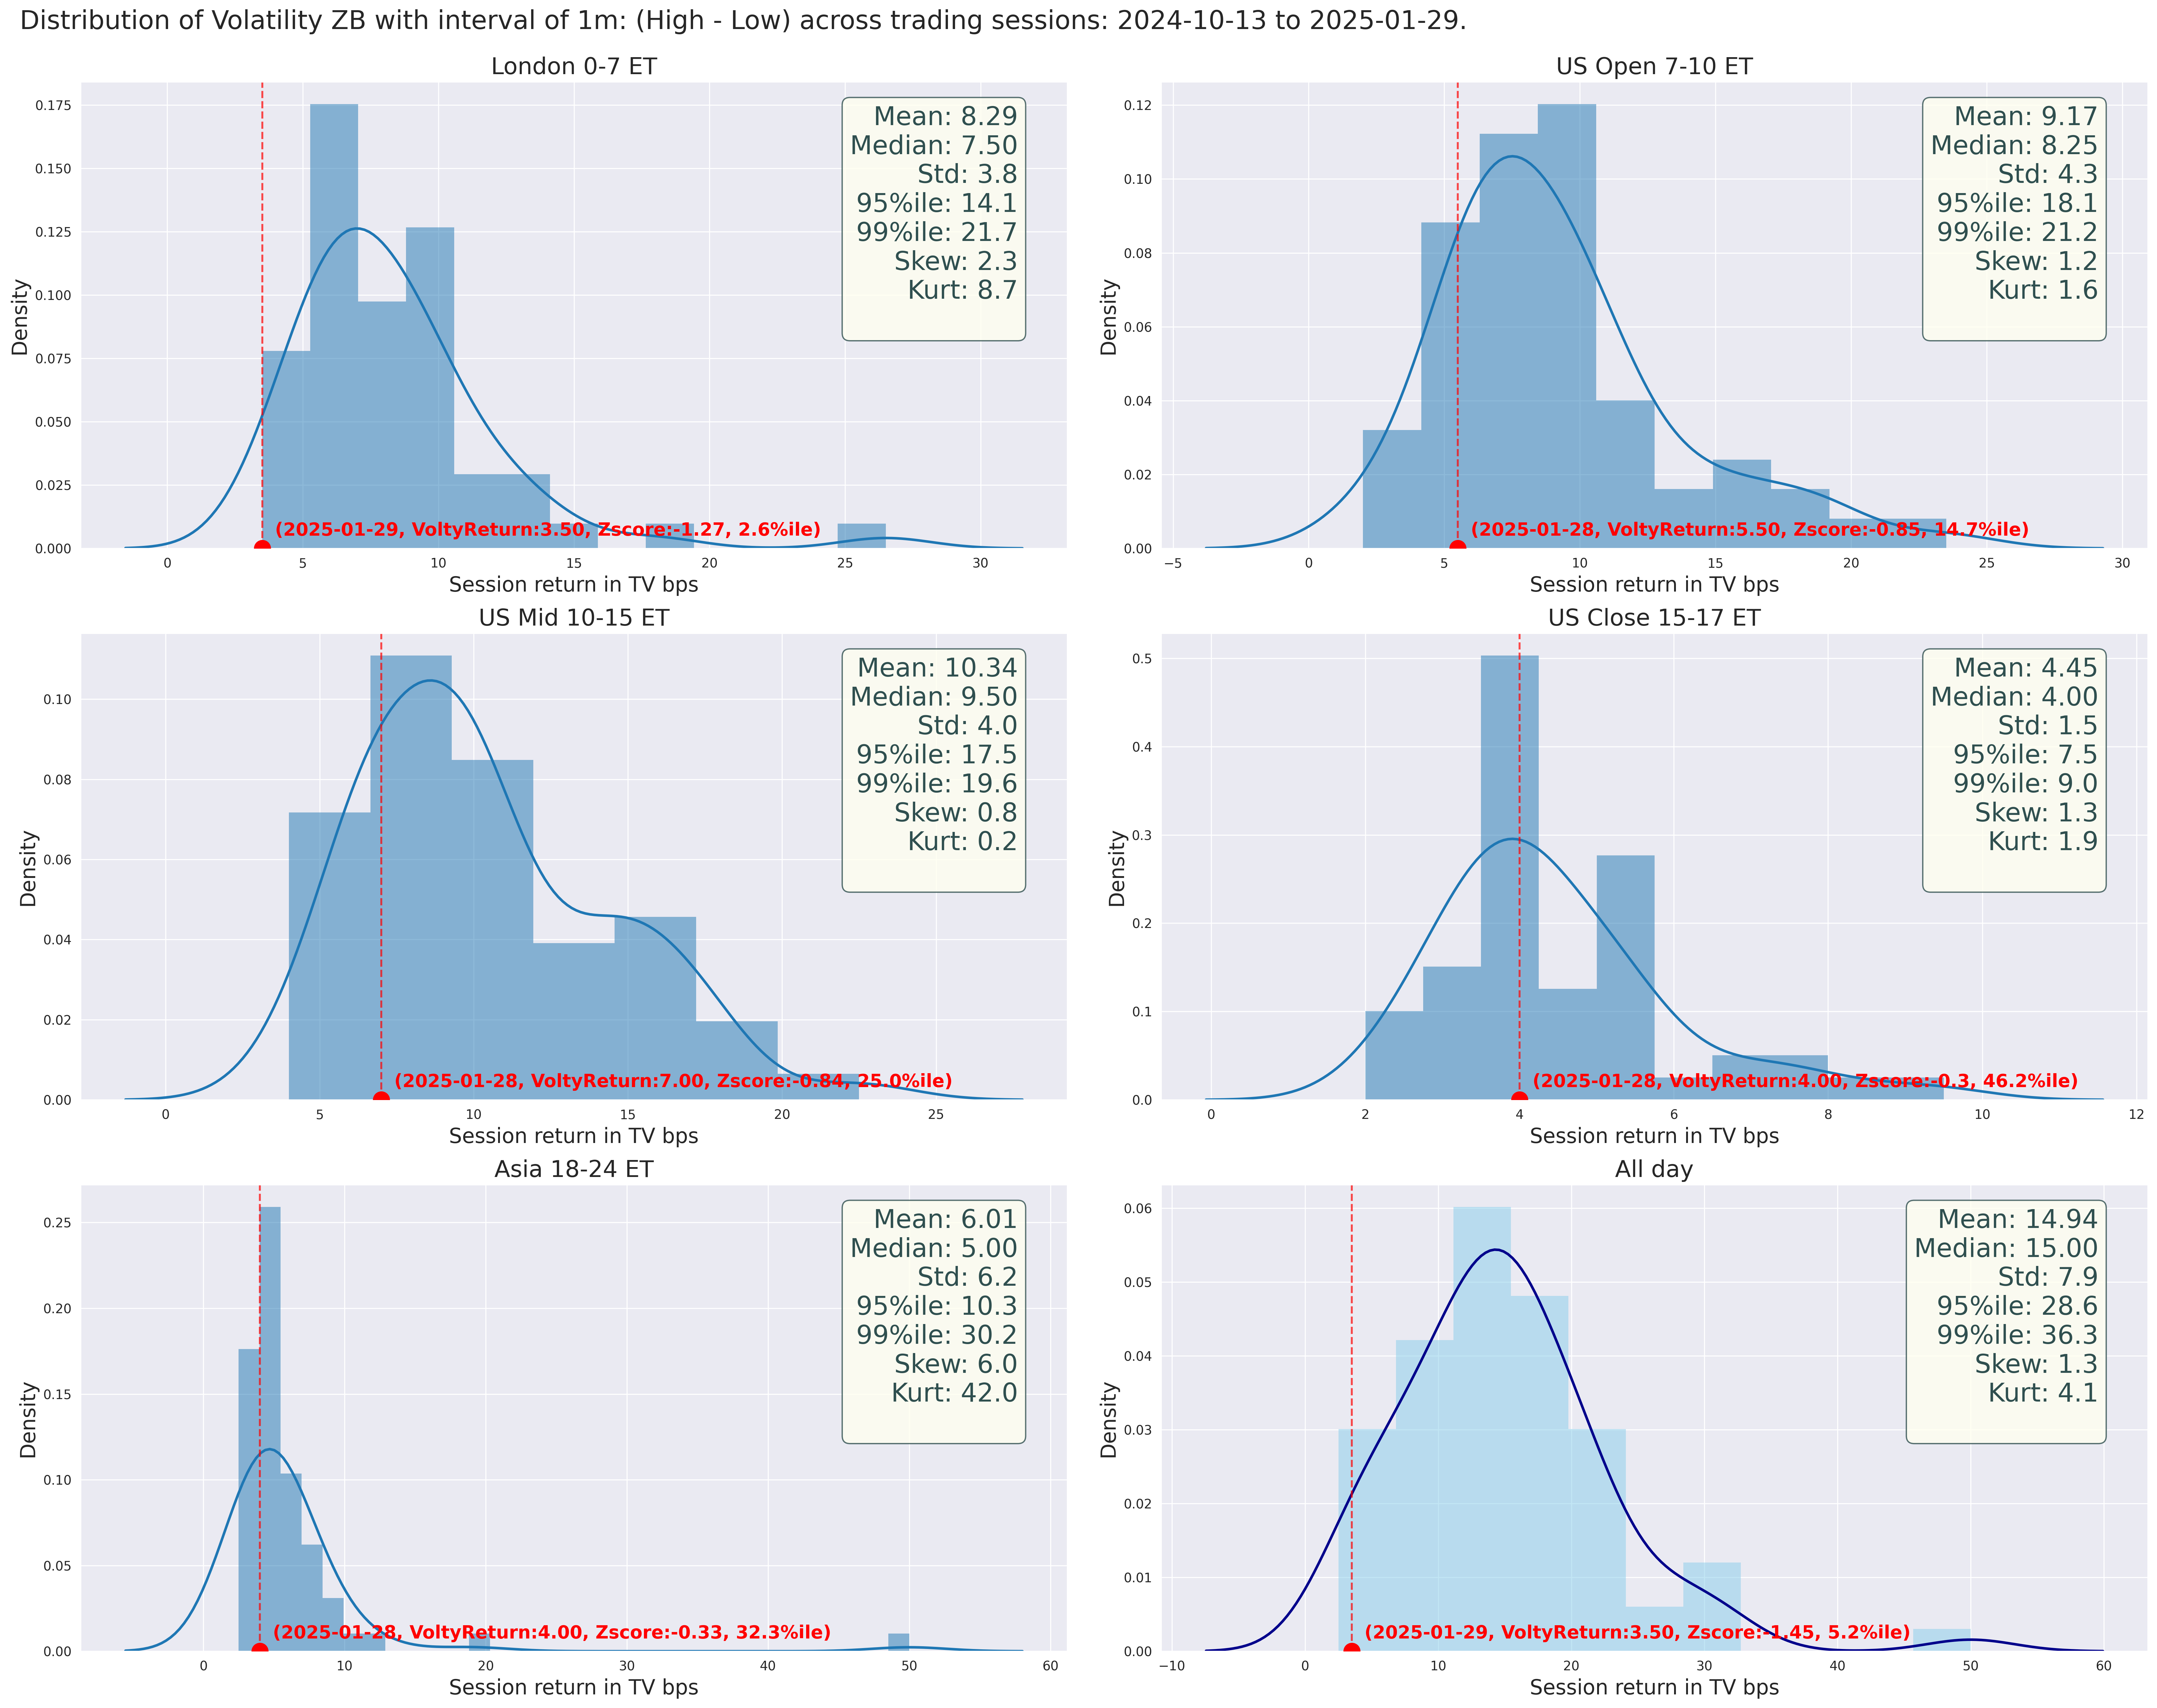 Distribution of Volatility ZB with interval of 1m: (High - Low) across trading sessions: 2024-10-13 to 2025-01-29.
London 0-7 ET
Density
0.175
0.150
0.125
0.100
0.075
0.050
0.025
0.000
Mean: 8.29
Median: 7.50
Std: 3.8
95%ile: 14.1
99%ile: 21.7
Skew: 2.3
Kurt: 8.7
(2025-01-29, VoltyReturn:3.50, Zscore:-1.27, 2.6%ile)
0 5 10 15 20 25 30
Session return in TV bps
US Open 7-10 ET
Density
0.12
0.10
0.08
0.06
0.04
0.02
0.00
Mean: 9.17
Median: 8.25
Std: 4.3
95%ile: 18.1
99%ile: 21.2
Skew: 1.2
Kurt: 1.6
(2025-01-28, VoltyReturn:5.50, Zscore:-0.85, 14.7%ile)
−5 0 5 10 15 20 25 30
Session return in TV bps
US Mid 10-15 ET
Density
0.10
0.08
0.06
0.04
0.02
0.00
Mean: 10.34
Median: 9.50
Std: 4.0
95%ile: 17.5
99%ile: 19.6
Skew: 0.8
Kurt: 0.2
(2025-01-28, VoltyReturn:7.00, Zscore:-0.84, 25.0%ile)
0 5 10 15 20 25
Session return in TV bps
US Close 15-17 ET
Density
0.5
0.4
0.3
0.2
0.1
0.0
Mean: 4.45
Median: 4.00
Std: 1.5
95%ile: 7.5
99%ile: 9.0
Skew: 1.3
Kurt: 1.9
(2025-01-28, VoltyReturn:4.00, Zscore:-0.3, 46.2%ile)
0 2 4 6 8 10 12
Session return in TV bps
Asia 18-24 ET
Density
0.25
0.20
0.15
0.10
0.05
0.00
Mean: 6.01
Median: 5.00
Std: 6.2
95%ile: 10.3
99%ile: 30.2
Skew: 6.0
Kurt: 42.0
(2025-01-28, VoltyReturn:4.00, Zscore:-0.33, 32.3%ile)
0 10 20 30 40 50 60
Session return in TV bps
All day
Density
0.06
0.05
0.04
0.03
0.02
0.01
0.00
Mean: 14.94
Median: 15.00
Std: 7.9
95%ile: 28.6
99%ile: 36.3
Skew: 1.3
Kurt: 4.1
(2025-01-29, VoltyReturn:3.50, Zscore:-1.45, 5.2%ile)
−10 0 10 20 30 40 50 60
Session return in TV bps